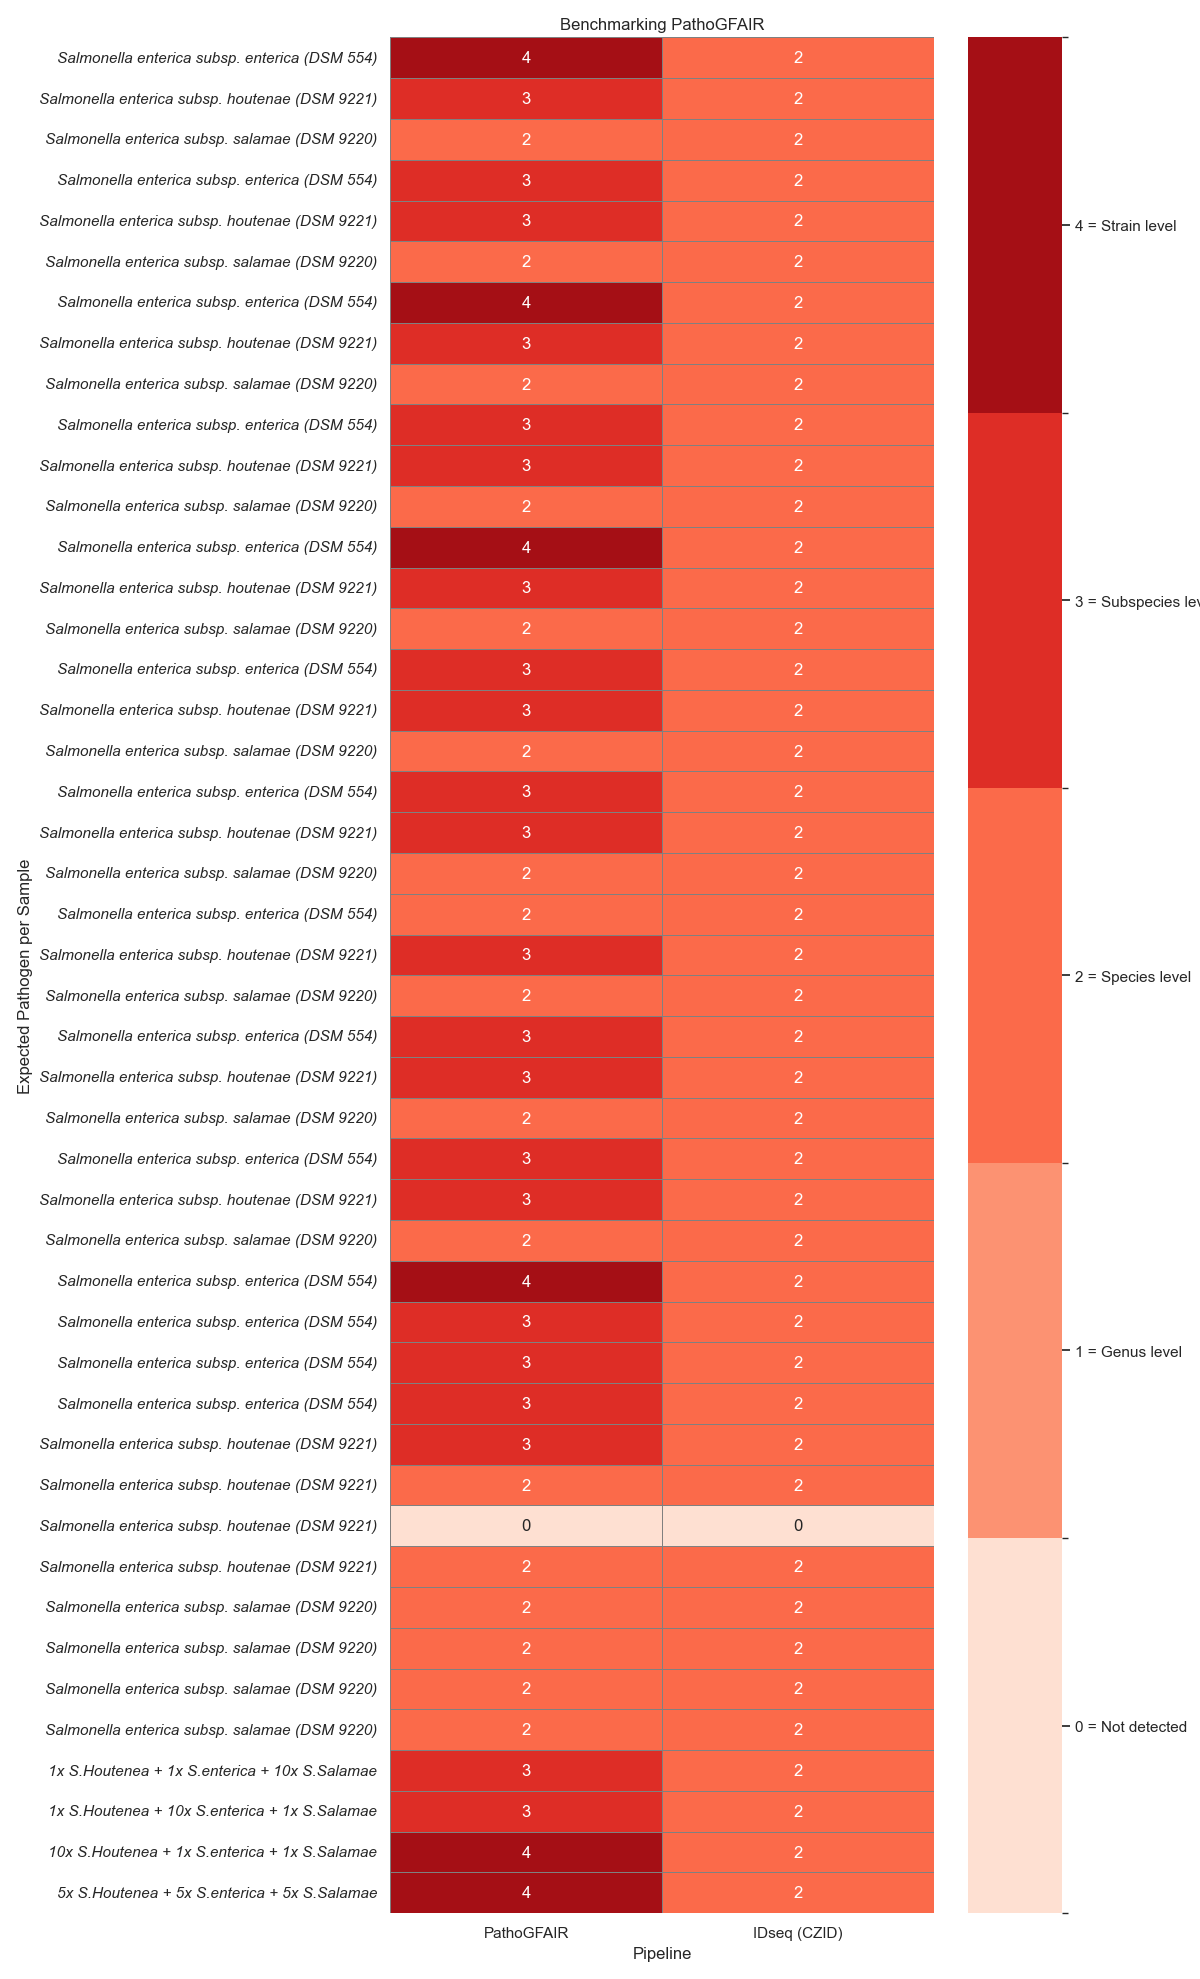 Benchmarking PathoGFAIR
Salmonella enterica subsp. enterica (DSM 554) 4 2
Salmonella enterica subsp. houtenae (DSM 9221) 3 2
Salmonella enterica subsp. salamae (DSM 9220) 2 2
Salmonella enterica subsp. enterica (DSM 554) 3 2
Salmonella enterica subsp. houtenae (DSM 9221) 3 2
Salmonella enterica subsp. salamae (DSM 9220) 2 2
Salmonella enterica subsp. enterica (DSM 554) 4 2
Salmonella enterica subsp. houtenae (DSM 9221) 3 2
Salmonella enterica subsp. salamae (DSM 9220) 2 2
Salmonella enterica subsp. enterica (DSM 554) 3 2
Salmonella enterica subsp. houtenae (DSM 9221) 3 2
Salmonella enterica subsp. salamae (DSM 9220) 2 2
Salmonella enterica subsp. enterica (DSM 554) 4 2
Salmonella enterica subsp. houtenae (DSM 9221) 3 2
Salmonella enterica subsp. salamae (DSM 9220) 2 2
Salmonella enterica subsp. enterica (DSM 554) 3 2
Salmonella enterica subsp. houtenae (DSM 9221) 3 2
Salmonella enterica subsp. salamae (DSM 9220) 2 2
Salmonella enterica subsp. enterica (DSM 554) 3 2
Salmonella enterica subsp. houtenae (DSM 9221) 3 2
Salmonella enterica subsp. salamae (DSM 9220) 2 2
Salmonella enterica subsp. enterica (DSM 554) 2 2
Salmonella enterica subsp. houtenae (DSM 9221) 3 2
Salmonella enterica subsp. salamae (DSM 9220) 2 2
Salmonella enterica subsp. enterica (DSM 554) 3 2
Salmonella enterica subsp. houtenae (DSM 9221) 3 2
Salmonella enterica subsp. salamae (DSM 9220) 2 2
Salmonella enterica subsp. enterica (DSM 554) 3 2
Salmonella enterica subsp. houtenae (DSM 9221) 3 2
Salmonella enterica subsp. salamae (DSM 9220) 2 2
Salmonella enterica subsp. enterica (DSM 554) 4 2
Salmonella enterica subsp. enterica (DSM 554) 3 2
Salmonella enterica subsp. enterica (DSM 554) 3 2
Salmonella enterica subsp. enterica (DSM 554) 3 2
Salmonella enterica subsp. houtenae (DSM 9221) 3 2
Salmonella enterica subsp. houtenae (DSM 9221) 2 2
Salmonella enterica subsp. houtenae (DSM 9221) 0 0
Salmonella enterica subsp. houtenae (DSM 9221) 2 2
Salmonella enterica subsp. salamae (DSM 9220) 2 2
Salmonella enterica subsp. salamae (DSM 9220) 2 2
Salmonella enterica subsp. salamae (DSM 9220) 2 2
Salmonella enterica subsp. salamae (DSM 9220) 2 2
1x S.Houtenea + 1x S.enterica + 10x S.Salamae 3 2
1x S.Houtenea + 10x S.enterica + 1x S.Salamae 3 2
10x S.Houtenea + 1x S.enterica + 1x S.Salamae 4 2
5x S.Houtenea + 5x S.enterica + 5x S.Salamae 4 2
Expected Pathogen per Sample
PathoGFAIR IDseq (CZID)
Pipeline
4 = Strain level
3 = Subspecies
2 = Species level
1 = Genus level
0 = Not detected